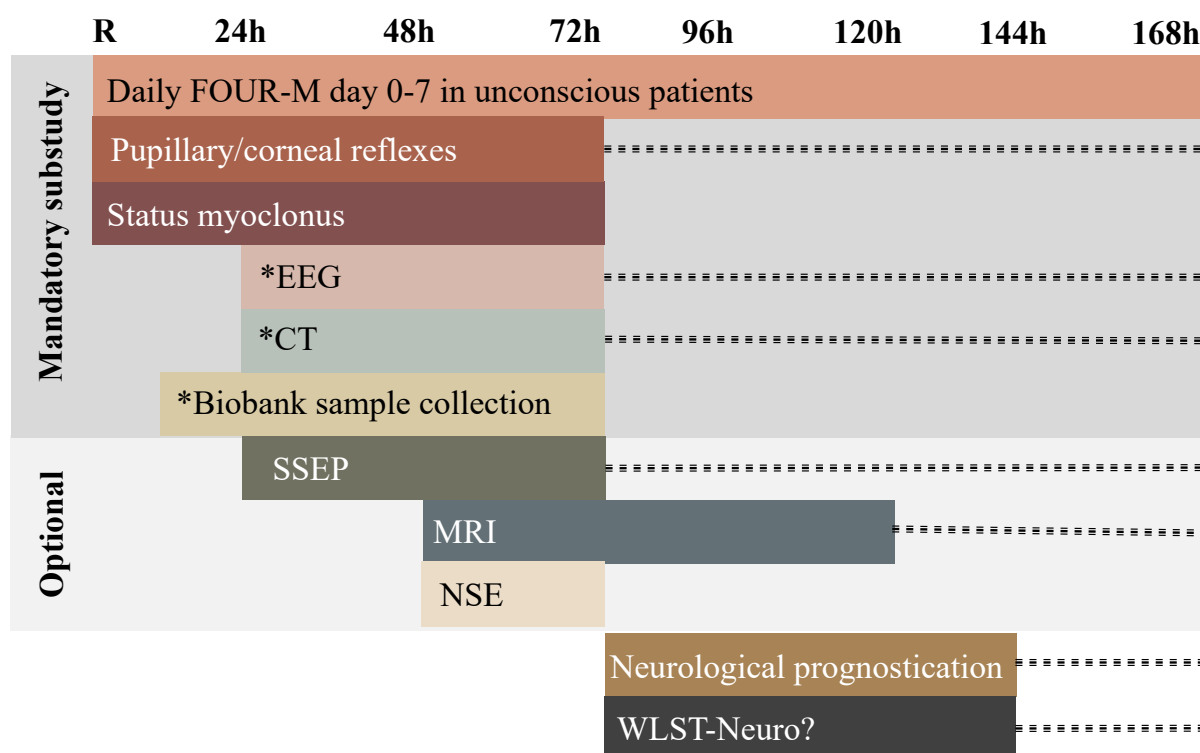 R 24h 48h 72h 96h 120h 144h 168h
Mandatory substudy
Daily FOUR-M day 0-7 in unconscious patients
Pupillary/corneal reflexes
Status myoclonus
*EEG
*CT
*Biobank sample collection
Optional
SSEP
MRI
NSE
Neurological prognostication
WLST-Neuro?